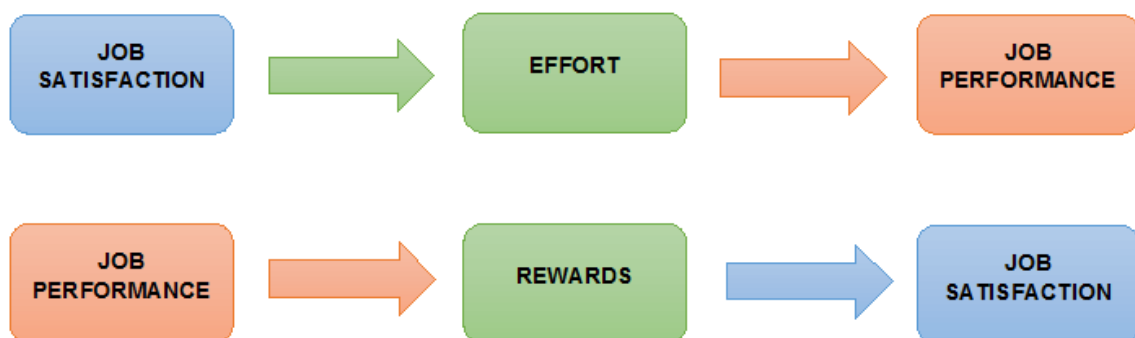 JOB
SATISFACTION
EFFORT
JOB
PERFORMANCE
JOB
PERFORMANCE
REWARDS
JOB
SATISFACTION